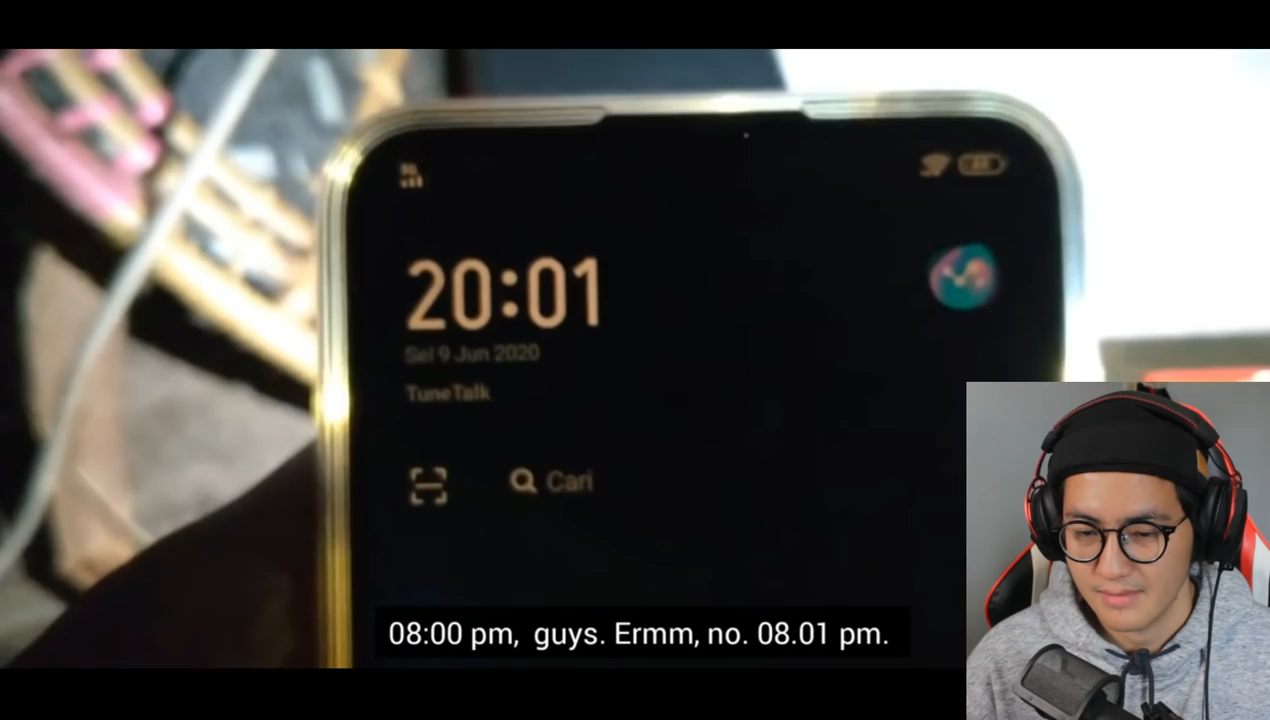 20:01
Sel 9 Jun 2020
TuneTalk
Cari
08:00 pm, guys. Ermm, no. 08.01 pm.